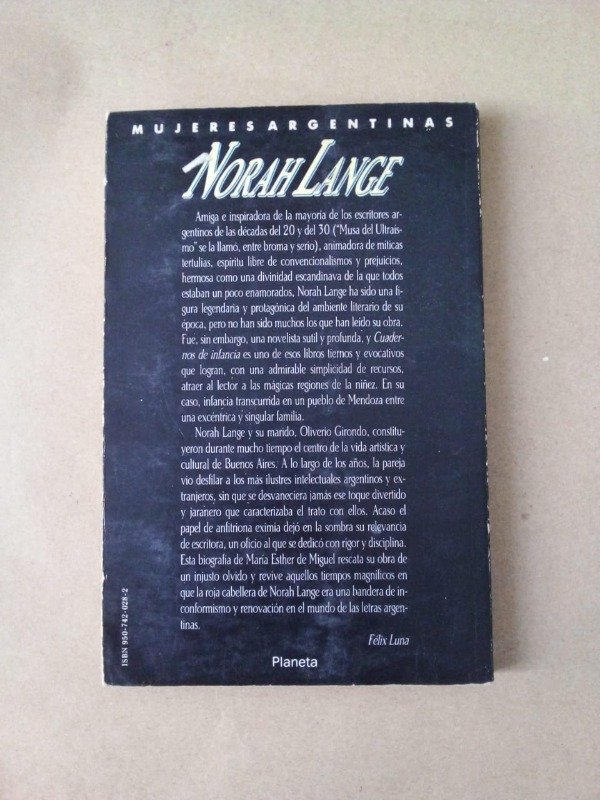 MUJERES ARGENTINAS
NORAH LANGE
Amiga e inspiradora de la mayoría de los escritores ar-
gentinos de las décadas del 20 y del 30 ("Musa del Ultraís-
mo" se la llamó, entre broma y serio), animadora de míticas
tertulias, espíritu libre de convencionalismos y prejuicios,
hermosa como una divinidad escandinava de la que todos
estaban un poco enamorados, Norah Lange ha sido una fi-
gura legendaria y protagónica del ambiente literario de su
época, pero no han sido muchos los que han leído su obra.
Fue, sin embargo, una novelista sutil y profunda, y Cuader-
nos de infancia es uno de esos libros tiernos y evocativos
que logran, con una admirable simplicidad de recursos,
atraer al lector a las mágicas regiones de la niñez. En su
caso, infancia transcurrida en un pueblo de Mendoza entre
una excéntrica y singular familia.
Norah Lange y su marido, Oliverio Girondo, constitu-
yeron durante mucho tiempo el centro de la vida artística y
cultural de Buenos Aires. A lo largo de los años, la pareja
vio desfilar a los más ilustres intelectuales argentinos y ex-
tranjeros, sin que se desvaneciera jamás ese toque divertido
y jaranero que caracterizaba el trato con ellos. Acaso el
papel de anfitriona eximia dejó en la sombra su relevancia
de escritora, un oficio al que se dedicó con rigor y disciplina.
Esta biografía de María Esther de Miguel rescata su obra de
un injusto olvido y revive aquellos tiempos magníficos en
que la roja cabellera de Norah Lange era una bandera de in-
conformismo y renovación en el mundo de las letras argen-
tinas.
Félix Luna
Planeta
ISBN 950-742-028-2